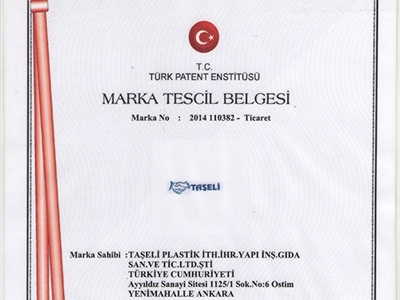 T.C.
TÜRK PATENT ENSTİTÜSÜ
MARKA TESCİL BELGESİ
Marka No : 2014 110382 - Ticaret
TAŞELİ
Marka Sahibi :TAŞELİ PLASTİK İTH.İHR.YAPI İNŞ.GIDA
SAN.VE TİC.LTD.ŞTİ
TÜRKİYE CUMHURİYETİ
Ayyıldız Sanayi Sitesi 1125/1 Sok.No:6 Ostim
YENİMAHALLE ANKARA